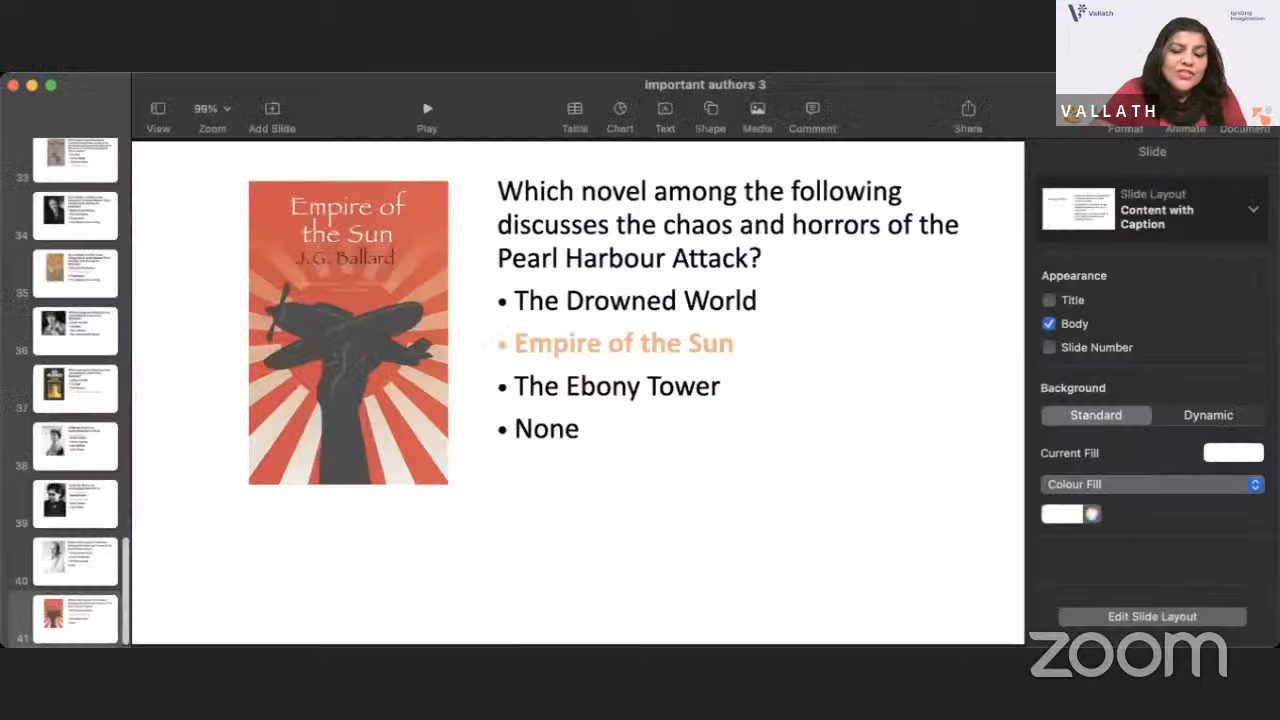 Vallath
Igniting
Imagination
VALLATH
important authors 3
99%
View
Zoom
Add Slide
Play
Table
Chart
Text
Shape
Media
Comment
Share
Format
Animate
Document
33
34
35
36
37
38
39
40
41
Empire of
the Sun
J.G. Ballard
Which novel among the following
discusses the chaos and horrors of the
Pearl Harbour Attack?
• The Drowned World
• Empire of the Sun
• The Ebony Tower
• None
Slide
Slide Layout
Content with
Caption
Appearance
Title
Body
Slide Number
Background
Standard
Dynamic
Current Fill
Colour Fill
Edit Slide Layout
zoom